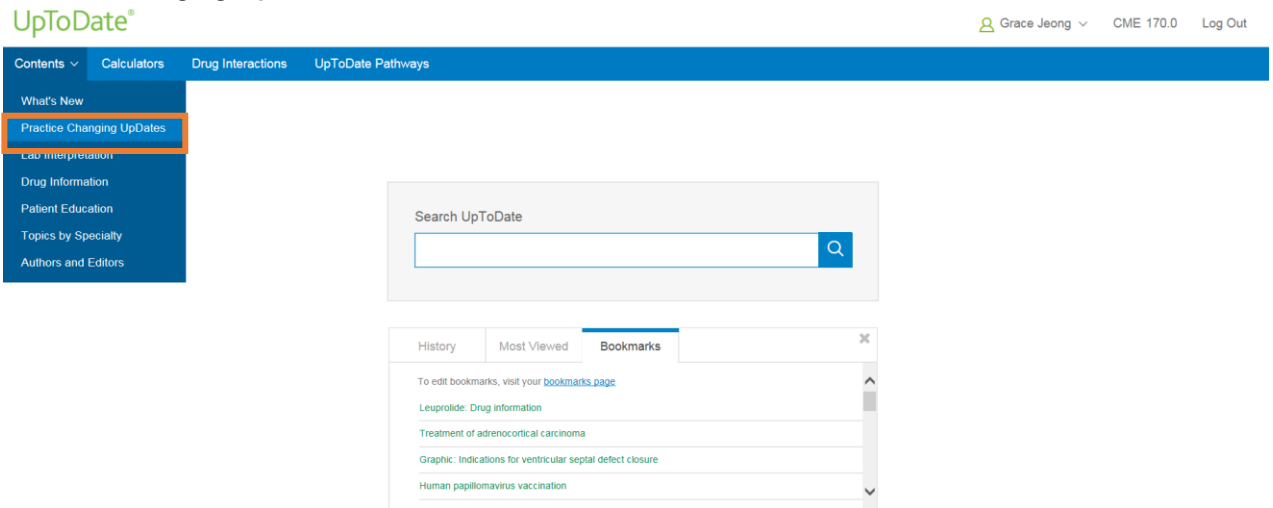 UpToDate®
Grace Jeong CME 170.0 Log Out
Contents Calculators Drug Interactions UpToDate Pathways
What's New
Practice Changing UpDates
Lab Interpretation
Drug Information
Patient Education
Topics by Specialty
Authors and Editors
Search UpToDate
History Most Viewed Bookmarks
To edit bookmarks, visit your bookmarks page
Leuprolide: Drug information
Treatment of adrenocortical carcinoma
Graphic: Indications for ventricular septal defect closure
Human papillomavirus vaccination